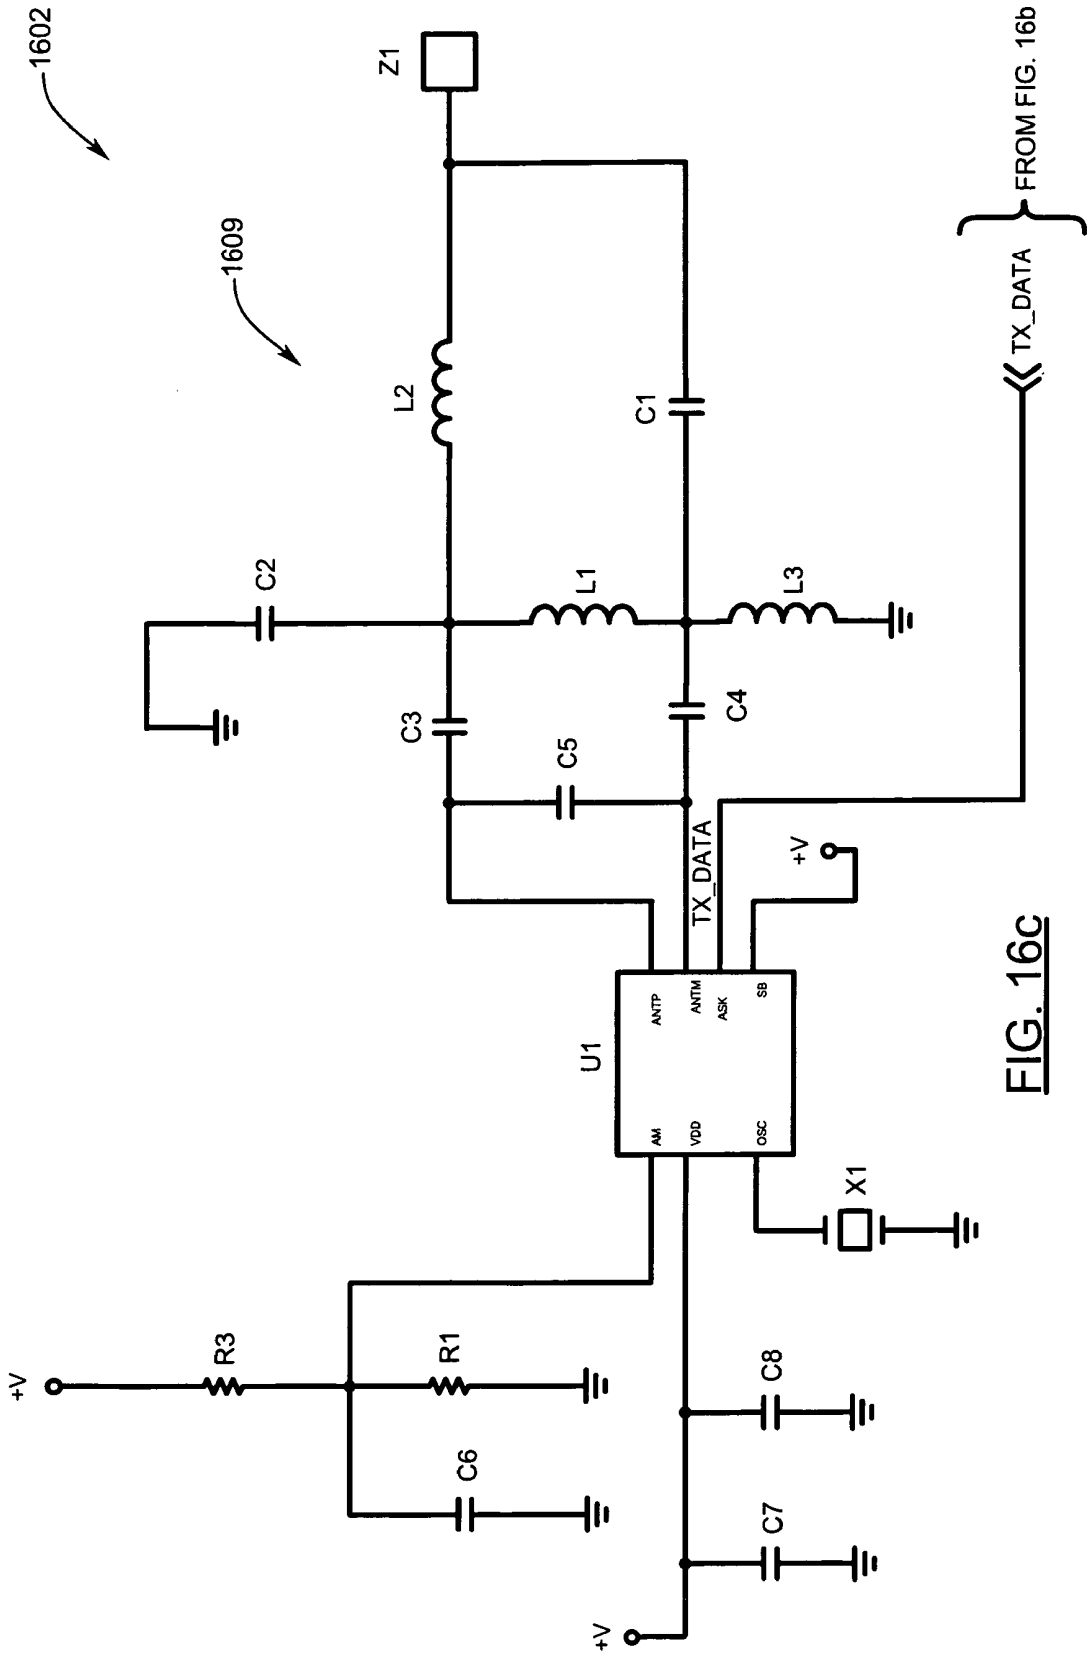 1602
1609
Z1
L2
C2
C1
L1
L3
C3
C4
C5
TX_DATA
TX_DATA
FROM FIG. 16b
+V
U1
ANTP
ANTM
ASK
SB
AM
VDD
OSC
X1
+V
R3
R1
C6
C8
C7
+V
FIG. 16c